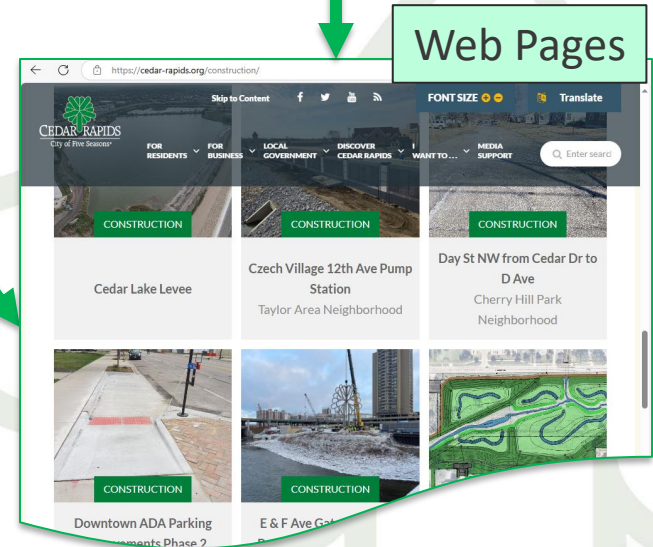 Web Pages
https://cedar-rapids.org/construction/
Skip to Content
FONT SIZE
Translate
CEDAR RAPIDS
City of Five Seasons
FOR RESIDENTS
FOR BUSINESS
LOCAL GOVERNMENT
DISCOVER CEDAR RAPIDS
I WANT TO...
MEDIA SUPPORT
Enter search
CONSTRUCTION
CONSTRUCTION
CONSTRUCTION
Cedar Lake Levee
Czech Village 12th Ave Pump
Station
Taylor Area Neighborhood
Day St NW from Cedar Dr to
D Ave
Cherry Hill Park
Neighborhood
CONSTRUCTION
CONSTRUCTION
Downtown ADA Parking
Phase 2
E & F Ave